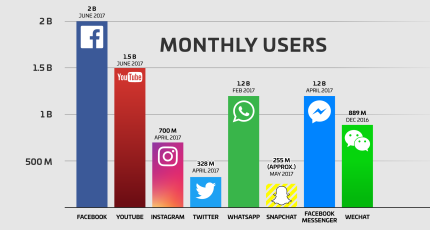 2 B
JUNE 2017
MONTHLY USERS
2 B
1.5 B
JUNE 2017
1.5 B
YouTube
1.2 B
FEB 2017
1.2 B
APRIL 2017
1 B
700 M
APRIL 2017
889 M
DEC 2016
500 M
328 M
APRIL 2017
255 M
(APPROX.)
MAY 2017
FACEBOOK
YOUTUBE
INSTAGRAM
TWITTER
WHATSAPP
SNAPCHAT
FACEBOOK
MESSENGER
WECHAT